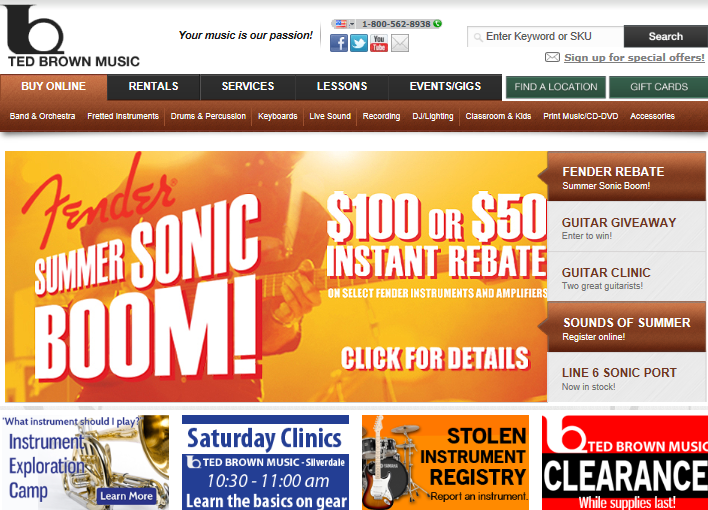 TED BROWN MUSIC
Your music is our passion!
1-800-562-8938
You Tube
Enter Keyword or SKU
Search
Sign up for special offers!
BUY ONLINE RENTALS SERVICES LESSONS EVENTS/GIGS FIND A LOCATION GIFT CARDS
Band & Orchestra Fretted Instruments Drums & Percussion Keyboards Live Sound Recording DJ/Lighting Classroom & Kids Print Music/CD-DVD Accessories
Fender
SUMMER SONIC
BOOM!
$100 OR $50
INSTANT REBATE
ON SELECT FENDER INSTRUMENTS AND AMPLIFIERS
CLICK FOR DETAILS
FENDER REBATE
Summer Sonic Boom!
GUITAR GIVEAWAY
Enter to win!
GUITAR CLINIC
Two great guitarists!
SOUNDS OF SUMMER
Register online!
LINE 6 SONIC PORT
Now in stock!
"What instrument should I play?"
Instrument
Exploration
Camp
Learn More
Saturday Clinics
TED BROWN MUSIC - Silverdale
10:30 - 11:00 am
Learn the basics on gear
STOLEN
INSTRUMENT
REGISTRY
Report an instrument.
TED BROWN MUSIC
CLEARANCE
While supplies last!